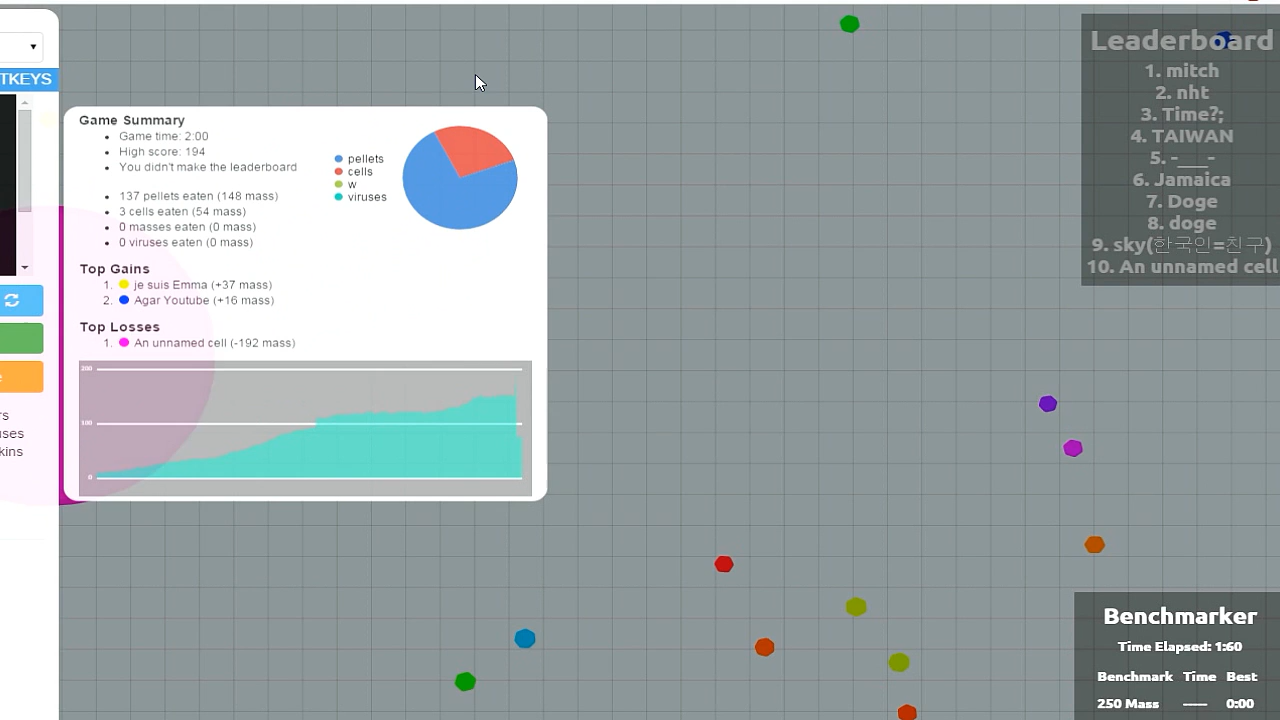 TKEYS
e
rs
uses
kins
Game Summary
Game time: 2:00
High score: 194
You didn't make the leaderboard
137 pellets eaten (148 mass)
3 cells eaten (54 mass)
0 masses eaten (0 mass)
0 viruses eaten (0 mass)
pellets
cells
w
viruses
Top Gains
1. je suis Emma (+37 mass)
2. Agar Youtube (+16 mass)
Top Losses
1. An unnamed cell (-192 mass)
200
100
0
Leaderboard
1. mitch
2. nht
3. Time?;
4. TAIWAN
5. -___-
6. Jamaica
7. Doge
8. doge
9. sky(한국인=친구)
10. An unnamed cell
Benchmarker
Time Elapsed: 1:60
Benchmark Time Best
250 Mass —— 0:00